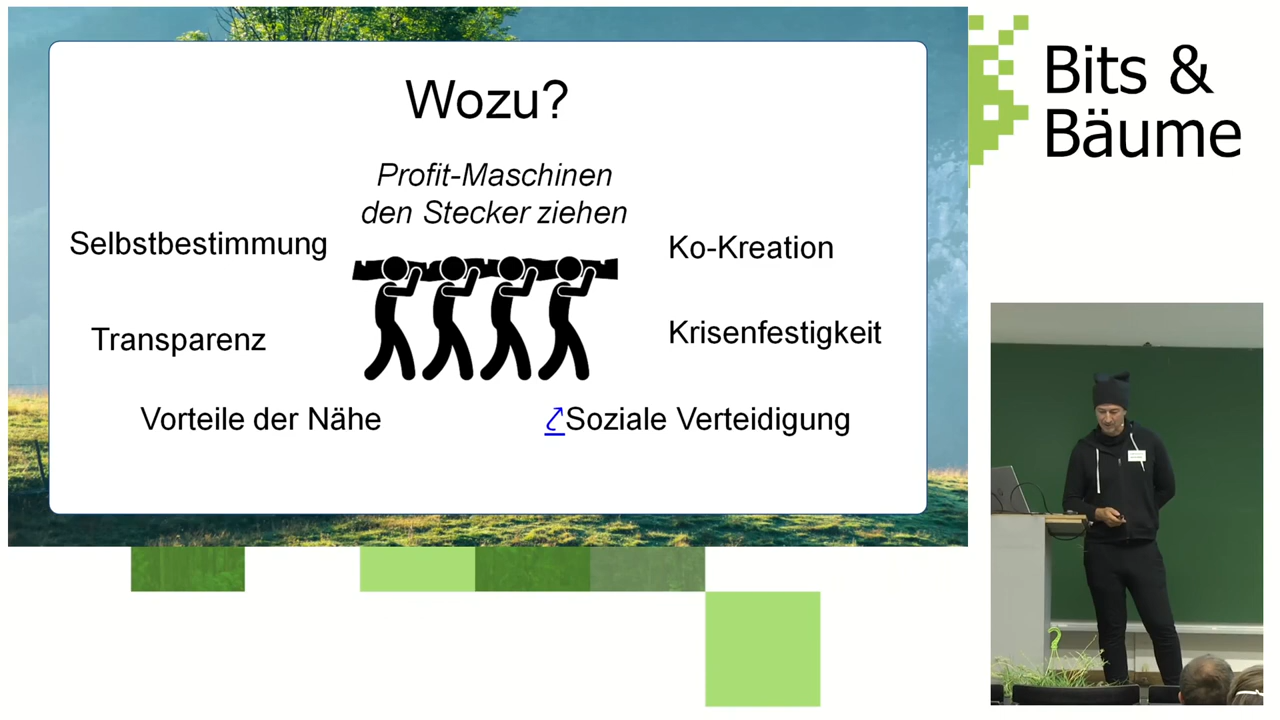 Wozu?
Profit-Maschinen
den Stecker ziehen
Selbstbestimmung
Ko-Kreation
Transparenz
Krisenfestigkeit
Vorteile der Nähe
Soziale Verteidigung
Bits &
Bäume